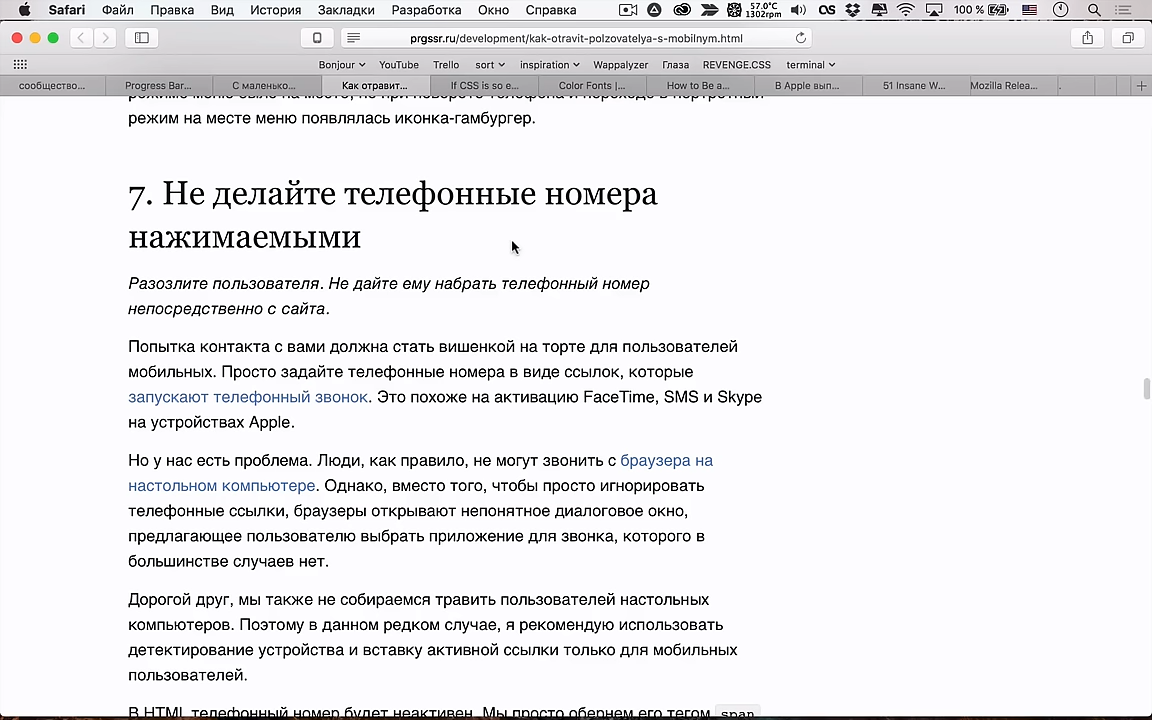 Safari Файл Правка Вид История Закладки Разработка Окно Справка 57.0°C 1302rpm 100 %
prgssr.ru/development/kak-otravit-polzovatelya-s-mobilnym.html
Bonjour YouTube Trello sort inspiration Wappalyzer Глаза REVENGE.CSS terminal
сообщество... Progress Bar... С маленько... Как отравит... If CSS is so e... Color Fonts |... How to Be a... В Apple вып... 51 Insane W... Mozilla Relea...
режим на месте меню появлялась иконка-гамбургер.
7. Не делайте телефонные номера
нажимаемыми
Разозлите пользователя. Не дайте ему набрать телефонный номер
непосредственно с сайта.
Попытка контакта с вами должна стать вишенкой на торте для пользователей
мобильных. Просто задайте телефонные номера в виде ссылок, которые
запускают телефонный звонок. Это похоже на активацию FaceTime, SMS и Skype
на устройствах Apple.
Но у нас есть проблема. Люди, как правило, не могут звонить с браузера на
настольном компьютере. Однако, вместо того, чтобы просто игнорировать
телефонные ссылки, браузеры открывают непонятное диалоговое окно,
предлагающее пользователю выбрать приложение для звонка, которого в
большинстве случаев нет.
Дорогой друг, мы также не собираемся травить пользователей настольных
компьютеров. Поэтому в данном редком случае, я рекомендую использовать
детектирование устройства и вставку активной ссылки только для мобильных
пользователей.
В HTML телефонный номер будет неактивен. Мы просто обернем его тегом span